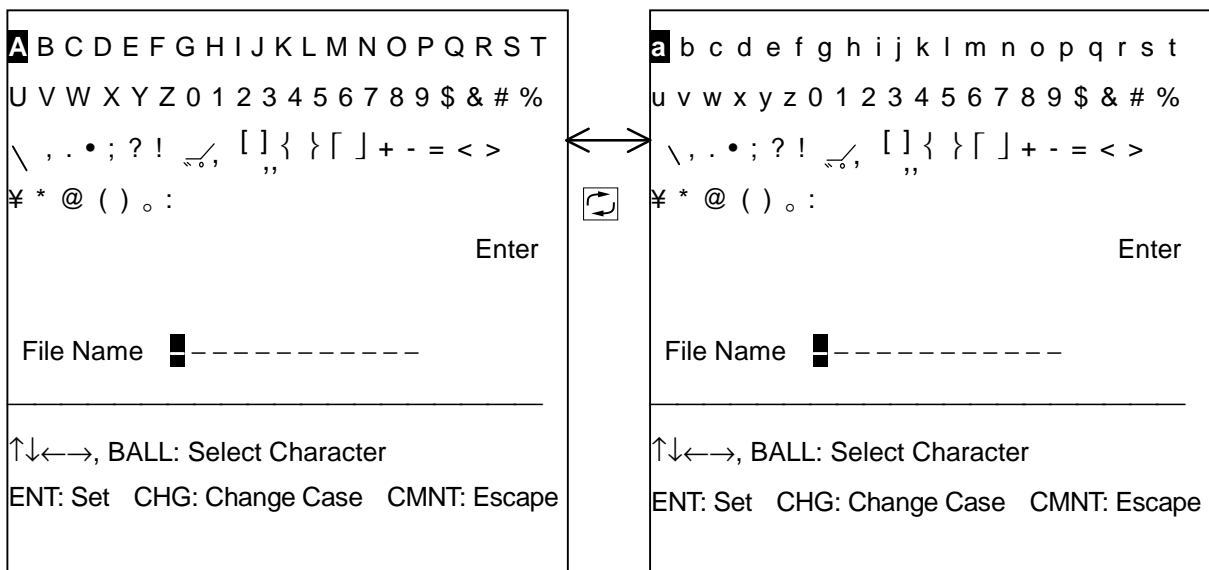 A B C D E F G H I J K L M N O P Q R S T
U V W X Y Z 0 1 2 3 4 5 6 7 8 9 $ & # %
\ , . • ; ? ! [ ] { } ⌈ ⌋ + - = < >
¥ * @ ( ) 。 :
Enter
File Name
↑↓←→, BALL: Select Character
ENT: Set CHG: Change Case CMNT: Escape
a b c d e f g h i j k l m n o p q r s t
u v w x y z 0 1 2 3 4 5 6 7 8 9 $ & # %
\ , . • ; ? ! [ ] { } ⌈ ⌋ + - = < >
¥ * @ ( ) 。 :
Enter
File Name
↑↓←→, BALL: Select Character
ENT: Set CHG: Change Case CMNT: Escape